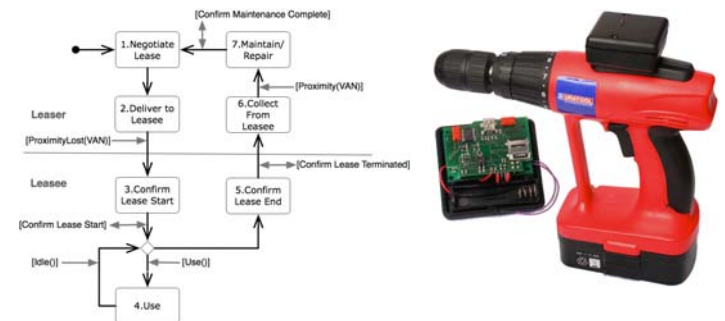 [Confirm Maintenance Complete]
1.Negotiate
Lease
7.Maintain/
Repair
[Proximity(VAN)]
2.Deliver to
Leasee
6.Collect
From
Leasee
Leaser
[ProximityLost(VAN)]
[Confirm Lease Terminated]
Leasee
3.Confirm
Lease Start
5.Confirm
Lease End
[Confirm Lease Start]
[Idle()]
[Use()]
4.Use